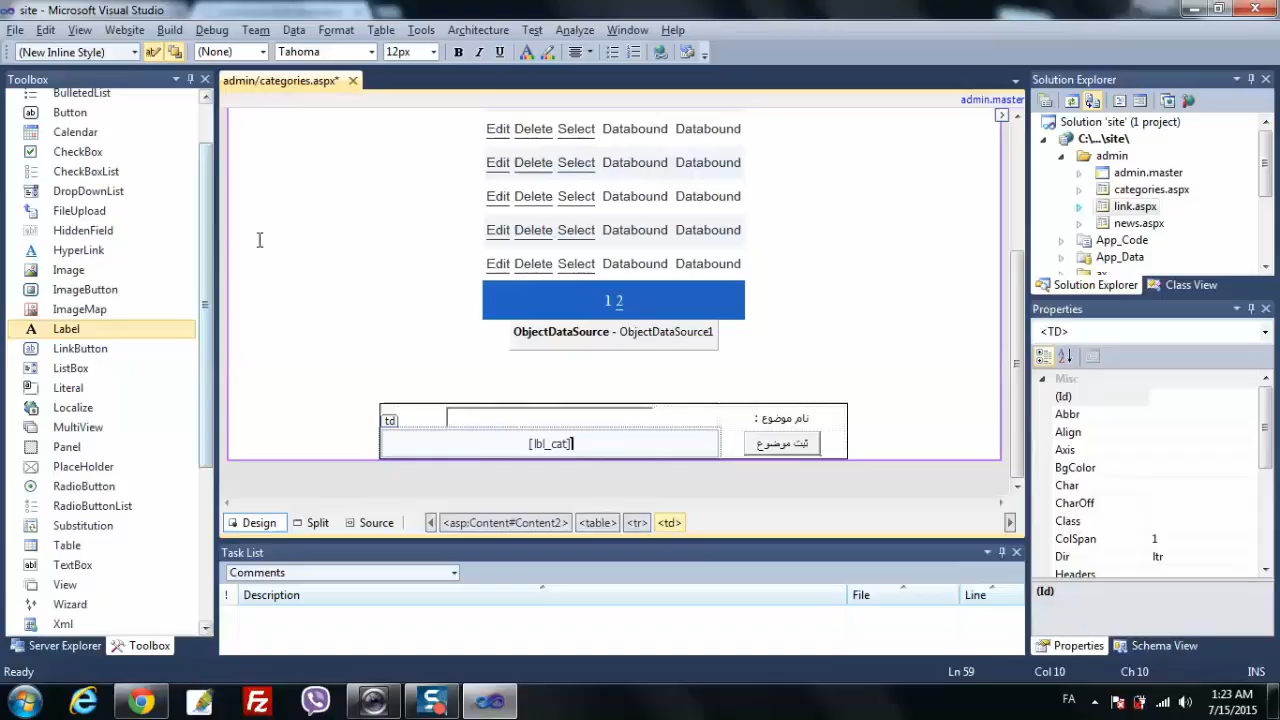 site - Microsoft Visual Studio
File Edit View Website Build Debug Team Data Format Table Tools Architecture Test Analyze Window Help
(New Inline Style) (None) Tahoma 12px B I U A
Toolbox
BulletedList
Button
Calendar
CheckBox
CheckBoxList
DropDownList
FileUpload
HiddenField
HyperLink
Image
ImageButton
ImageMap
Label
LinkButton
ListBox
Literal
Localize
MultiView
Panel
PlaceHolder
RadioButton
RadioButtonList
Substitution
Table
TextBox
View
Wizard
Xml
Server Explorer Toolbox
admin/categories.aspx*
admin.master
Edit Delete Select Databound Databound
Edit Delete Select Databound Databound
Edit Delete Select Databound Databound
Edit Delete Select Databound Databound
Edit Delete Select Databound Databound
1 2
ObjectDataSource - ObjectDataSource1
نام موضوع :
td
[lbl_cat]
ثبت موضوع
Design Split Source <asp:Content#Content2> <table> <tr> <td>
Task List
Comments
! Description File Line
Solution Explorer
Solution 'site' (1 project)
C:\...\site\
admin
admin.master
categories.aspx
link.aspx
news.aspx
App_Code
App_Data
Solution Explorer Class View
Properties
<TD>
Misc
(Id)
Abbr
Align
Axis
BgColor
Char
CharOff
Class
ColSpan 1
Dir ltr
Headers
(Id)
Properties Schema View
Ready Ln 59 Col 10 Ch 10 INS
FA 1:23 AM
7/15/2015